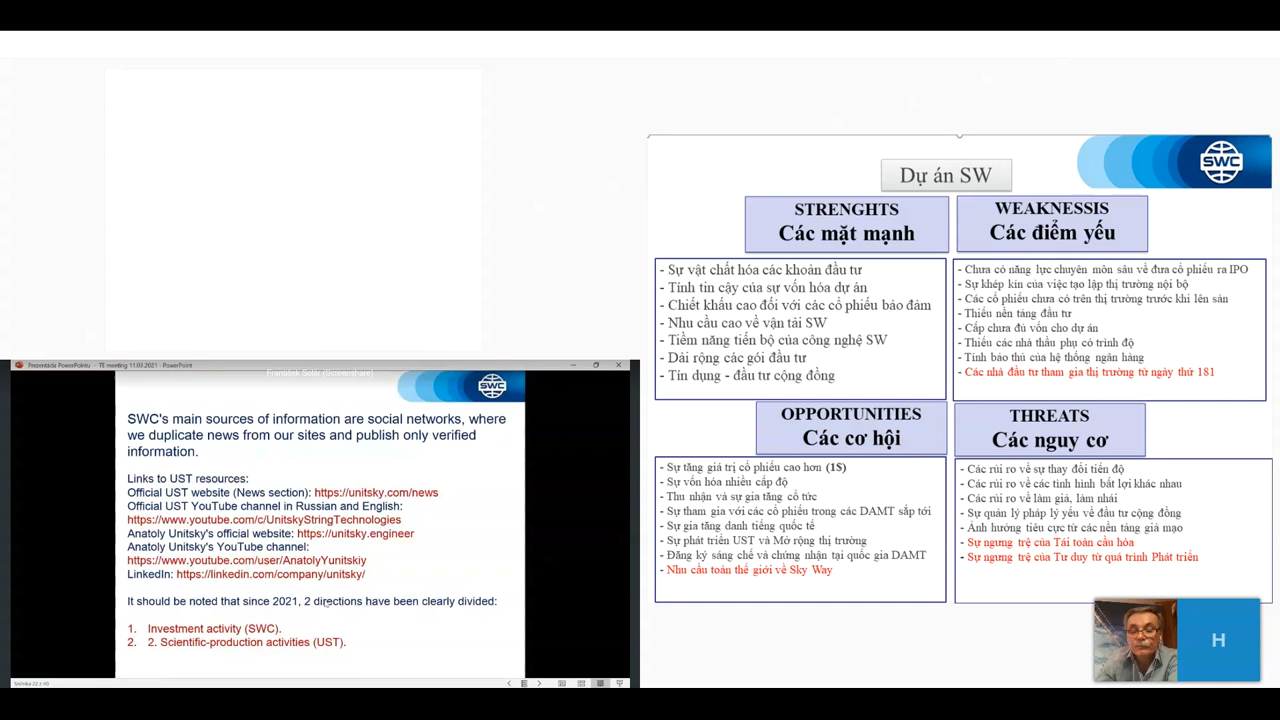 Prezentácia PowerPointu - TE meeting 11.00.2021 - PowerPoint
František Solár (Screenshare)
SWC
SWC's main sources of information are social networks, where
we duplicate news from our sites and publish only verified
information.
Links to UST resources:
Official UST website (News section): https://unitsky.com/news
Official UST YouTube channel in Russian and English:
https://www.youtube.com/c/UnitskyStringTechnologies
Anatoly Unitsky's official website: https://unitsky.engineer
Anatoly Unitsky's YouTube channel:
https://www.youtube.com/user/AnatolyYunitskiy
LinkedIn: https://linkedin.com/company/unitsky/
It should be noted that since 2021, 2 directions have been clearly divided:
1. Investment activity (SWC).
2. 2. Scientific-production activities (UST).
Snímka 22 z 40
SWC
Dự án SW
STRENGHTS
Các mặt mạnh
- Sự vật chất hóa các khoản đầu tư
- Tính tin cậy của sự vốn hóa dự án
- Chiết khấu cao đối với các cổ phiếu bảo đảm
- Nhu cầu cao về vận tải SW
- Tiềm năng tiến bộ của công nghệ SW
- Dải rộng các gói đầu tư
- Tín dụng - đầu tư cộng đồng
WEAKNESSIS
Các điểm yếu
- Chưa có năng lực chuyên môn sâu về đưa cổ phiếu ra IPO
- Sự khép kín của việc tạo lập thị trường nội bộ
- Các cổ phiếu chưa có trên thị trường trước khi lên sàn
- Thiếu nền tảng đầu tư
- Cấp chưa đủ vốn cho dự án
- Thiếu các nhà thầu phụ có trình độ
- Tính bảo thủ của hệ thống ngân hàng
- Các nhà đầu tư tham gia thị trường từ ngày thứ 181
OPPORTUNITIES
Các cơ hội
- Sự tăng giá trị cổ phiếu cao hơn (1$)
- Sự vốn hóa nhiều cấp độ
- Thu nhận và sự gia tăng cổ tức
- Sự tham gia với các cổ phiếu trong các DAMT sắp tới
- Sự gia tăng danh tiếng quốc tế
- Sự phát triển UST và Mở rộng thị trường
- Đăng ký sáng chế và chứng nhận tại quốc gia DAMT
- Nhu cầu toàn thế giới về Sky Way
THREATS
Các nguy cơ
- Các rủi ro về sự thay đổi tiến độ
- Các rủi ro về các tình hình bất lợi khác nhau
- Các rủi ro về làm giả, làm nhái
- Sự quản lý pháp lý yếu về đầu tư cộng đồng
- Ảnh hưởng tiêu cực từ các nền tảng giả mạo
- Sự ngưng trệ của Tái toàn cầu hóa
- Sự ngưng trệ của Tư duy từ quá trình Phát triển
H